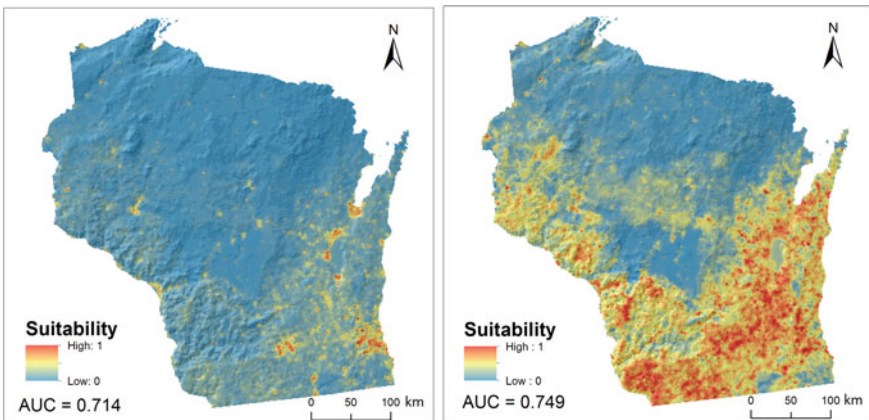 N
Suitability
High: 1
Low: 0
AUC = 0.714
0 50 100 km
N
Suitability
High : 1
Low : 0
AUC = 0.749
0 50 100 km